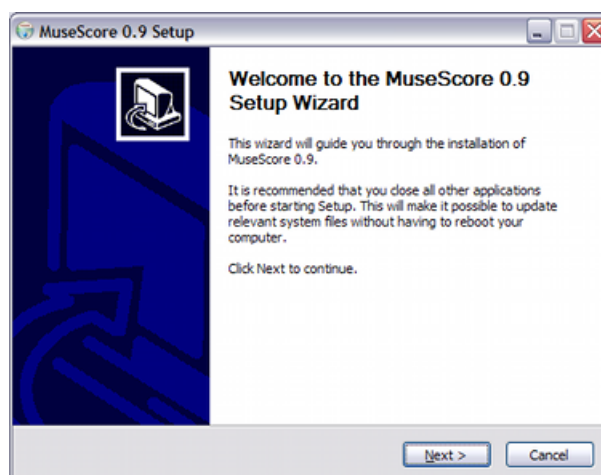 MuseScore 0.9 Setup
Welcome to the MuseScore 0.9
Setup Wizard
This wizard will guide you through the installation of
MuseScore 0.9.
It is recommended that you close all other applications
before starting Setup. This will make it possible to update
relevant system files without having to reboot your
computer.
Click Next to continue.
Next > Cancel